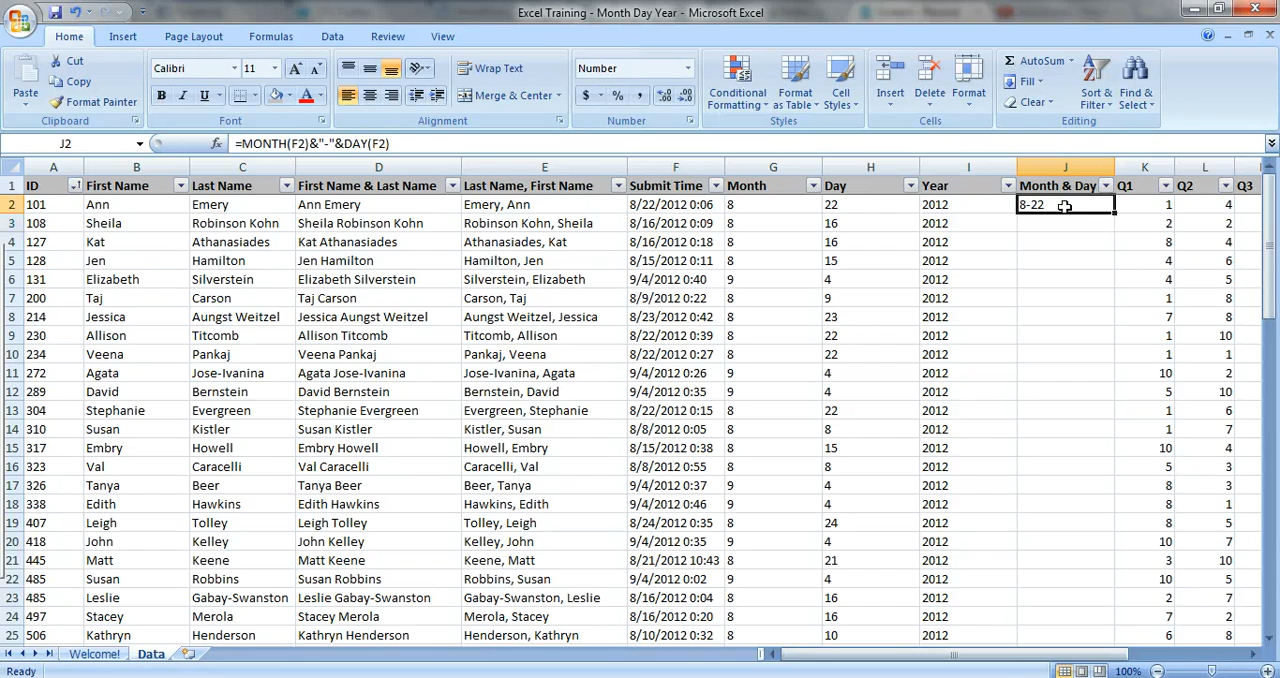 Excel Training - Month Day Year - Microsoft Excel
Home Insert Page Layout Formulas Data Review View
Paste Cut Copy Format Painter Clipboard
Calibri 11 B I U A A A Font
Wrap Text Merge & Center Alignment
Number $ % , .0 .00 .00 .0 Number
Conditional Formatting Format as Table Cell Styles Styles
Insert Delete Format Cells
Σ AutoSum Fill Clear Sort & Filter Find & Select Editing
J2 fx =MONTH(F2)&"-"&DAY(F2)
A B C D E F G H I J K L
1 ID First Name Last Name First Name & Last Name Last Name, First Name Submit Time Month Day Year Month & Day Q1 Q2 Q3
2 101 Ann Emery Ann Emery Emery, Ann 8/22/2012 0:06 8 22 2012 8-22 1 4
3 108 Sheila Robinson Kohn Sheila Robinson Kohn Robinson Kohn, Sheila 8/16/2012 0:09 8 16 2012 2 2
4 127 Kat Athanasiades Kat Athanasiades Athanasiades, Kat 8/16/2012 0:18 8 16 2012 8 4
5 128 Jen Hamilton Jen Hamilton Hamilton, Jen 8/15/2012 0:11 8 15 2012 4 6
6 131 Elizabeth Silverstein Elizabeth Silverstein Silverstein, Elizabeth 9/4/2012 0:40 9 4 2012 4 5
7 200 Taj Carson Taj Carson Carson, Taj 8/9/2012 0:22 8 9 2012 1 8
8 214 Jessica Aungst Weitzel Jessica Aungst Weitzel Aungst Weitzel, Jessica 8/23/2012 0:42 8 23 2012 7 8
9 230 Allison Titcomb Allison Titcomb Titcomb, Allison 8/22/2012 0:39 8 22 2012 1 10
10 234 Veena Pankaj Veena Pankaj Pankaj, Veena 8/22/2012 0:27 8 22 2012 1 1
11 272 Agata Jose-Ivanina Agata Jose-Ivanina Jose-Ivanina, Agata 9/4/2012 0:26 9 4 2012 10 2
12 289 David Bernstein David Bernstein Bernstein, David 9/4/2012 0:35 9 4 2012 5 10
13 304 Stephanie Evergreen Stephanie Evergreen Evergreen, Stephanie 8/22/2012 0:15 8 22 2012 1 6
14 310 Susan Kistler Susan Kistler Kistler, Susan 8/8/2012 0:05 8 8 2012 1 7
15 317 Embry Howell Embry Howell Howell, Embry 8/15/2012 0:38 8 15 2012 10 4
16 323 Val Caracelli Val Caracelli Caracelli, Val 8/8/2012 0:55 8 8 2012 5 3
17 326 Tanya Beer Tanya Beer Beer, Tanya 9/4/2012 0:37 9 4 2012 8 3
18 338 Edith Hawkins Edith Hawkins Hawkins, Edith 9/4/2012 0:46 9 4 2012 8 1
19 407 Leigh Tolley Leigh Tolley Tolley, Leigh 8/24/2012 0:35 8 24 2012 8 5
20 418 John Kelley John Kelley Kelley, John 9/4/2012 0:35 9 4 2012 10 7
21 445 Matt Keene Matt Keene Keene, Matt 8/21/2012 10:43 8 21 2012 3 10
22 485 Susan Robbins Susan Robbins Robbins, Susan 9/4/2012 0:02 9 4 2012 10 5
23 485 Leslie Gabay-Swanston Leslie Gabay-Swanston Gabay-Swanston, Leslie 8/16/2012 0:04 8 16 2012 2 7
24 497 Stacey Merola Stacey Merola Merola, Stacey 8/16/2012 0:20 8 16 2012 7 2
25 506 Kathryn Henderson Kathryn Henderson Henderson, Kathryn 8/10/2012 0:32 8 10 2012 6 8
Welcome! Data
Ready 100%